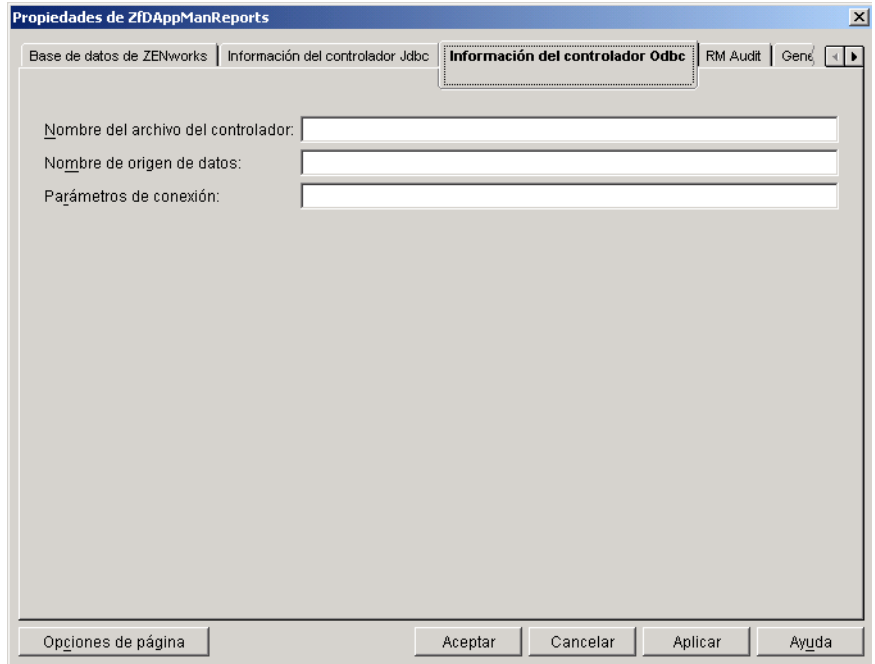 Propiedades de ZfDAppManReports
Base de datos de ZENworks Información del controlador Jdbc Información del controlador Odbc RM Audit Gene
Nombre del archivo del controlador:
Nombre de origen de datos:
Parámetros de conexión:
Opciones de página Aceptar Cancelar Aplicar Ayuda